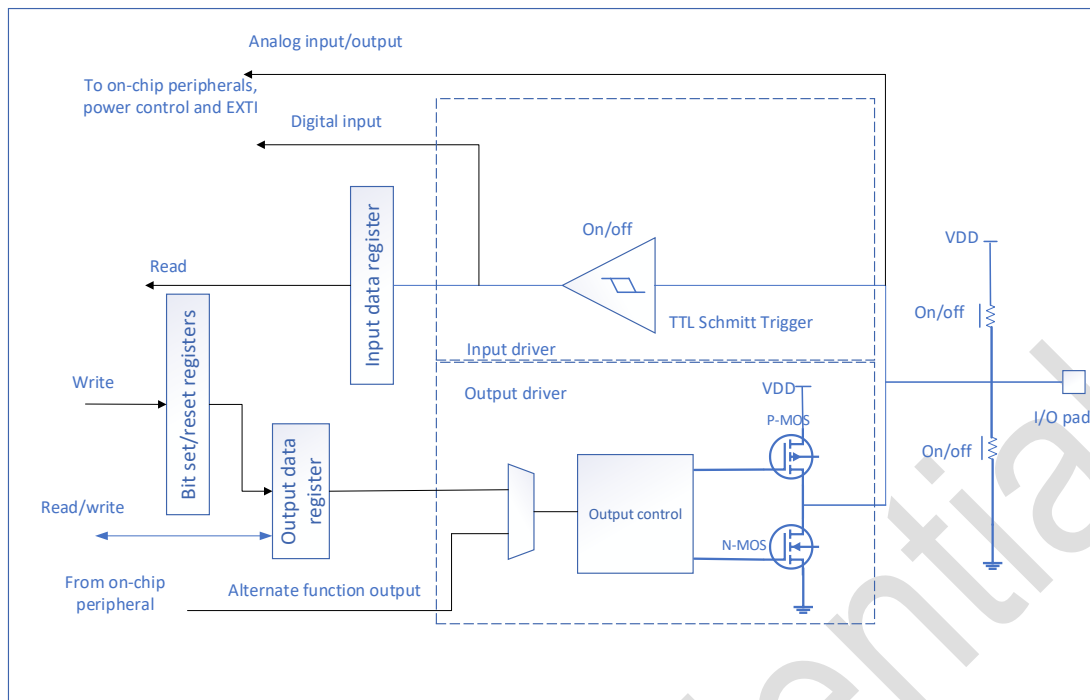 Analog input/output
To on-chip peripherals,
power control and EXTI
Digital input
On/off
Input data register
Read
TTL Schmitt Trigger
VDD
On/off
Input driver
Bit set/reset registers
Write
Output driver
VDD
P-MOS
I/O pad
On/off
Output data
register
Read/write
Output control
N-MOS
From on-chip
peripheral
Alternate function output
ential